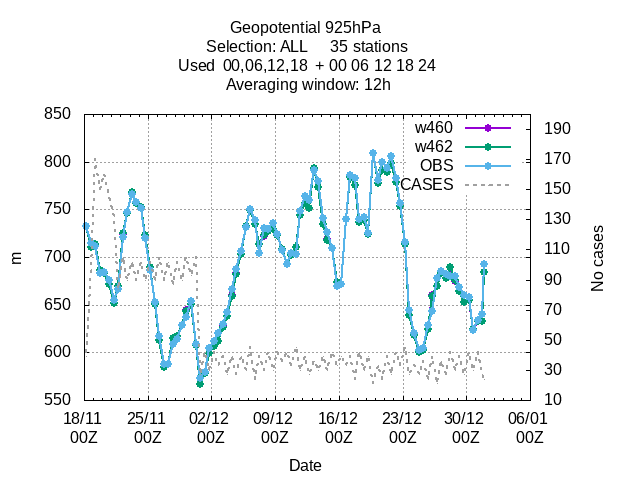 Geopotential 925hPa
Selection: ALL     35 stations
Used  00,06,12,18  + 00 06 12 18 24
Averaging window: 12h
850
800
750
700
650
600
550
m
190
170
150
130
110
90
70
50
30
10
No cases
w460
w462
OBS
CASES
18/11 25/11 02/12 09/12 16/12 23/12 30/12 06/01
00Z 00Z 00Z 00Z 00Z 00Z 00Z 00Z
Date